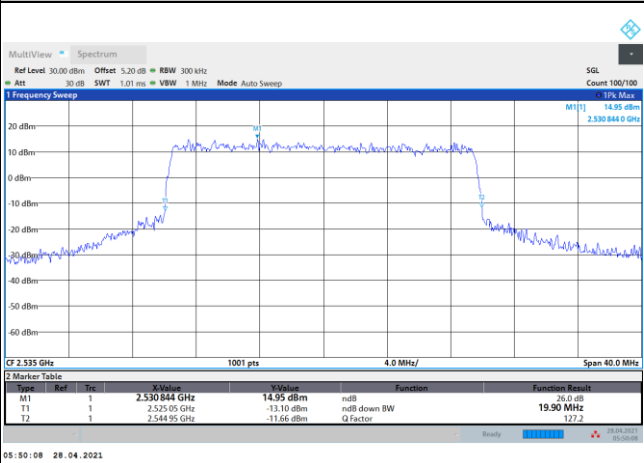 MultiView Spectrum
Ref Level 30.00 dBm Offset 5.20 dB RBW 300 kHz SGL
Att 30 dB SWT 1.01 ms VBW 1 MHz Mode Auto Sweep Count 100/100
1 Frequency Sweep 1Pk Max
M1[1] 14.95 dBm
2.530 844 0 GHz
M1
20 dBm
10 dBm
0 dBm
-10 dBm
-20 dBm
-30 dBm
-40 dBm
-50 dBm
-60 dBm
CF 2.535 GHz 1001 pts 4.0 MHz/ Span 40.0 MHz
2 Marker Table
Type Ref Trc X-Value Y-Value Function Function Result
M1 1 2.530 844 GHz 14.95 dBm ndB 26.0 dB
T1 1 2.525 05 GHz -13.10 dBm ndB down BW 19.90 MHz
T2 1 2.544 95 GHz -11.66 dBm Q Factor 127.2
Ready 28.04.2021
05:50:08
05:50:08 28.04.2021